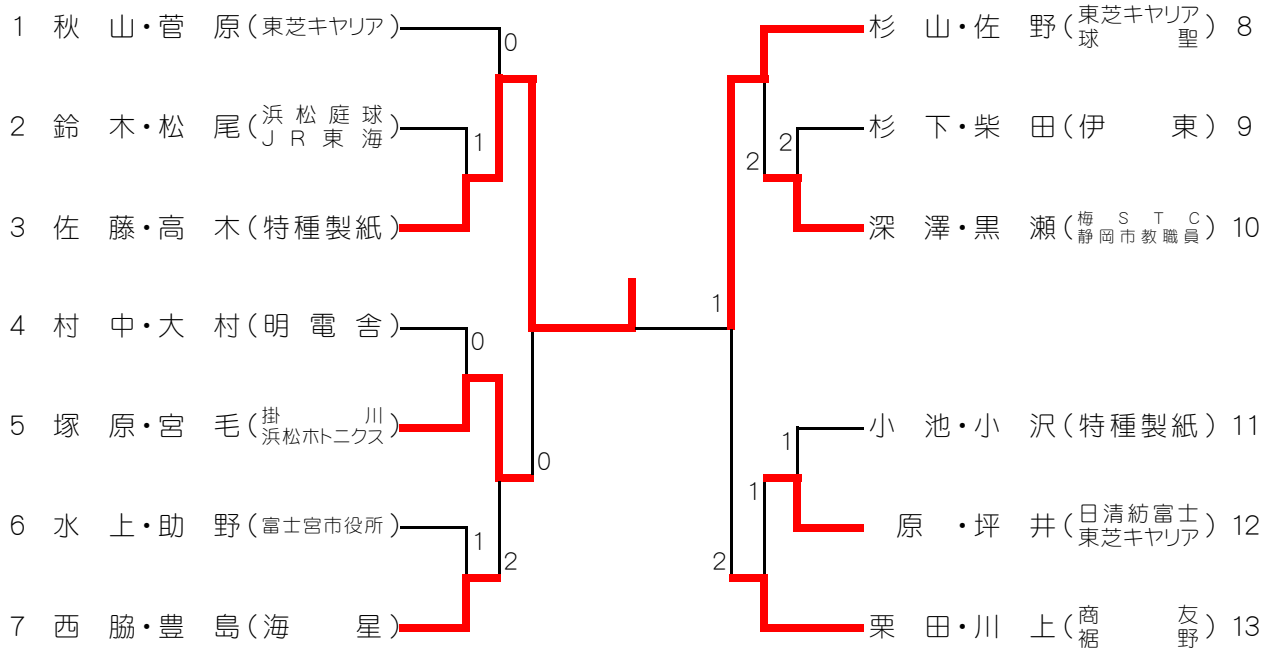 1 秋 山・菅 原(東芝キヤリア)
0
2 鈴 木・松 尾(浜松庭球 JR東海)
1
3 佐 藤・高 木(特種製紙)
4 村 中・大 村(明 電 舎)
0
5 塚 原・宮 毛(掛 川 浜松ホトニクス)
0
6 水 上・助 野(富士宮市役所)
1
2
7 西 脇・豊 島(海 星)
1
杉 山・佐 野(東芝キヤリア 球 聖) 8
杉 下・柴 田(伊 東) 9
2
2
深 澤・黒 瀬(梅 S T C 静岡市教職員) 10
小 池・小 沢(特種製紙) 11
1
1
原 ・坪 井(日清紡富士 東芝キヤリア) 12
2
栗 田・川 上(商 友 裾 野) 13